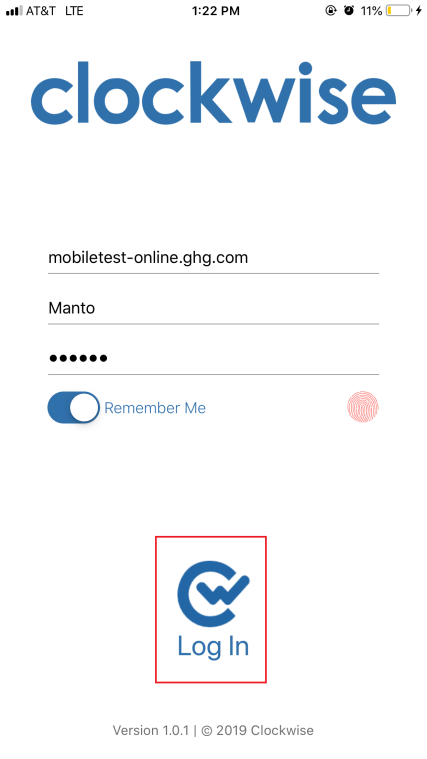 AT&T LTE 1:22 PM 11%
clockwise
mobiletest-online.ghg.com
Manto
●●●●●●
Remember Me
Log In
Version 1.0.1 | © 2019 Clockwise